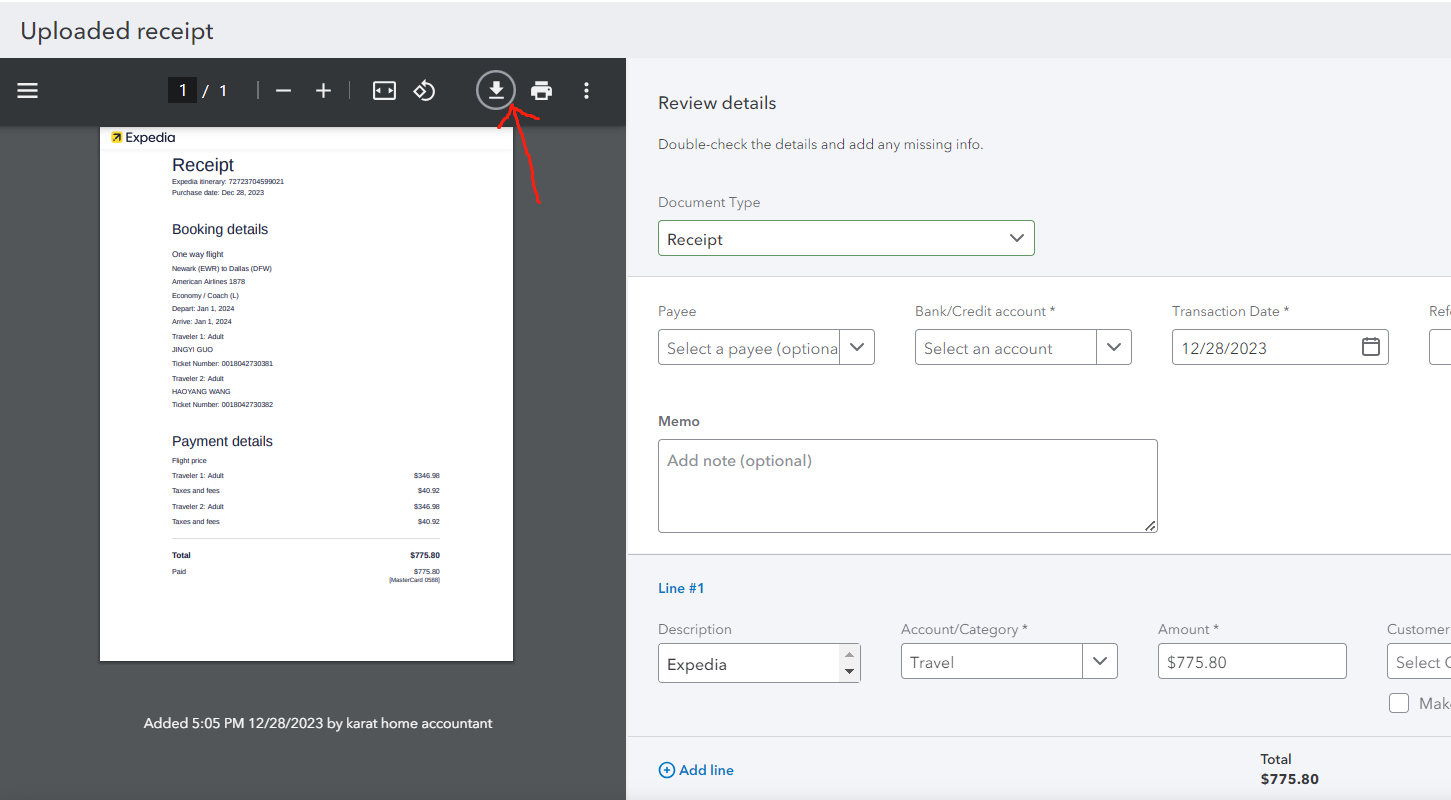 Uploaded receipt
1 / 1
Expedia
Receipt
Expedia itinerary: 72723704599021
Purchase date: Dec 28, 2023
Booking details
One way flight
Newark (EWR) to Dallas (DFW)
American Airlines 1878
Economy / Coach (L)
Depart: Jan 1, 2024
Arrive: Jan 1, 2024
Traveler 1: Adult
JINGYI GUO
Ticket Number: 0018042730381
Traveler 2: Adult
HAOYANG WANG
Ticket Number: 0018042730382
Payment details
Flight price
Traveler 1: Adult $346.98
Taxes and fees $40.92
Traveler 2: Adult $346.98
Taxes and fees $40.92
Total $775.80
Paid $775.80
[MasterCard 0588]
Added 5:05 PM 12/28/2023 by karat home accountant
Review details
Double-check the details and add any missing info.
Document Type
Receipt
Payee Bank/Credit account * Transaction Date * Ref
Select a payee (optiona Select an account 12/28/2023
Memo
Add note (optional)
Line #1
Description Account/Category * Amount * Customer
Expedia Travel $775.80 Select C
Mak
Add line
Total
$775.80